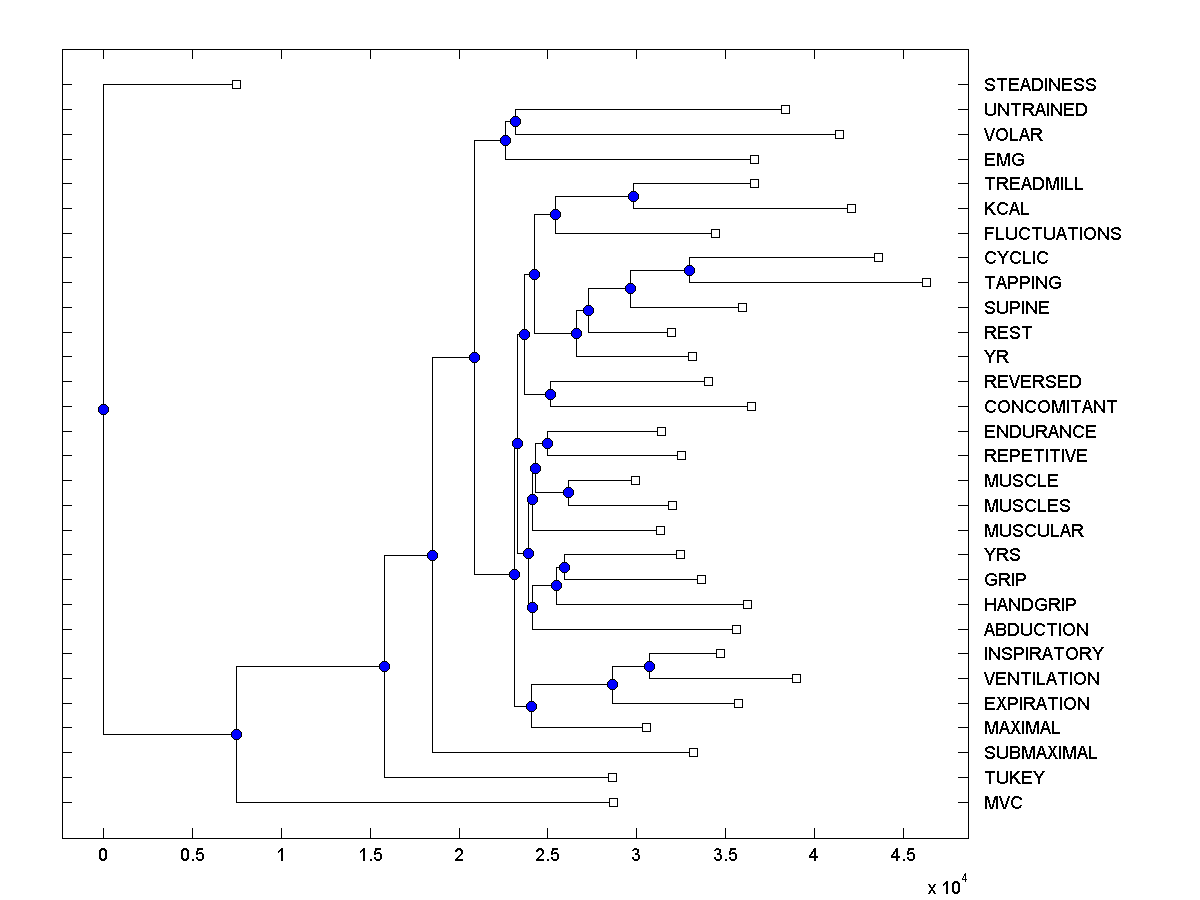 STEADINESS
UNTRAINED
VOLAR
EMG
TREADMILL
KCAL
FLUCTUATIONS
CYCLIC
TAPPING
SUPINE
REST
YR
REVERSED
CONCOMITANT
ENDURANCE
REPETITIVE
MUSCLE
MUSCLES
MUSCULAR
YRS
GRIP
HANDGRIP
ABDUCTION
INSPIRATORY
VENTILATION
EXPIRATION
MAXIMAL
SUBMAXIMAL
TUKEY
MVC
0 0.5 1 1.5 2 2.5 3 3.5 4 4.5
x 10^4